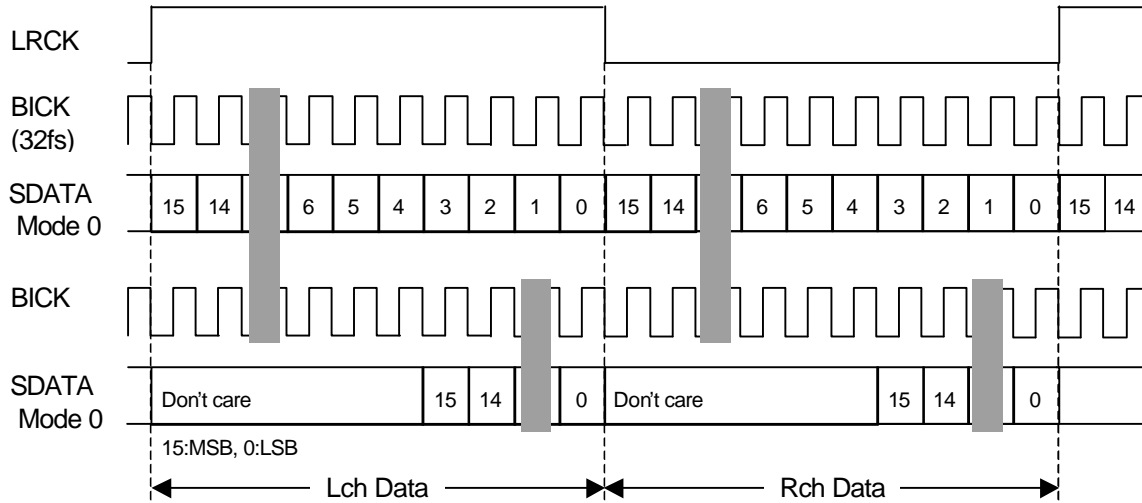 LRCK
BICK
(32fs)
SDATA
Mode 0
15 14 6 5 4 3 2 1 0 15 14 6 5 4 3 2 1 0 15 14
BICK
SDATA
Mode 0
Don't care 15 14 0 Don't care 15 14 0
15:MSB, 0:LSB
Lch Data Rch Data